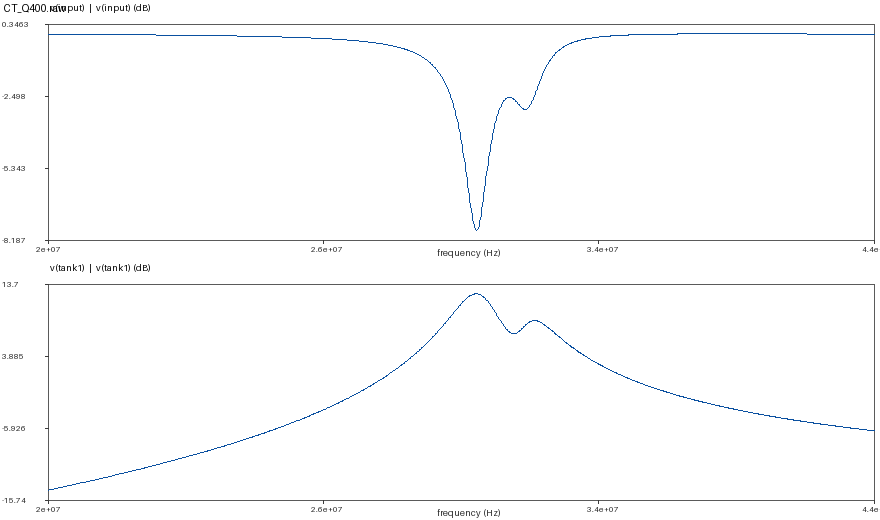 CT_Q400.raw
v(input) | v(input) (dB)
0.3463
-2.498
-5.343
-8.187
2e+07
2.6e+07
3.4e+07
4.4e
frequency (Hz)
v(tank1) | v(tank1) (dB)
13.7
3.885
-5.926
-15.74
2e+07
2.6e+07
3.4e+07
4.4e
frequency (Hz)